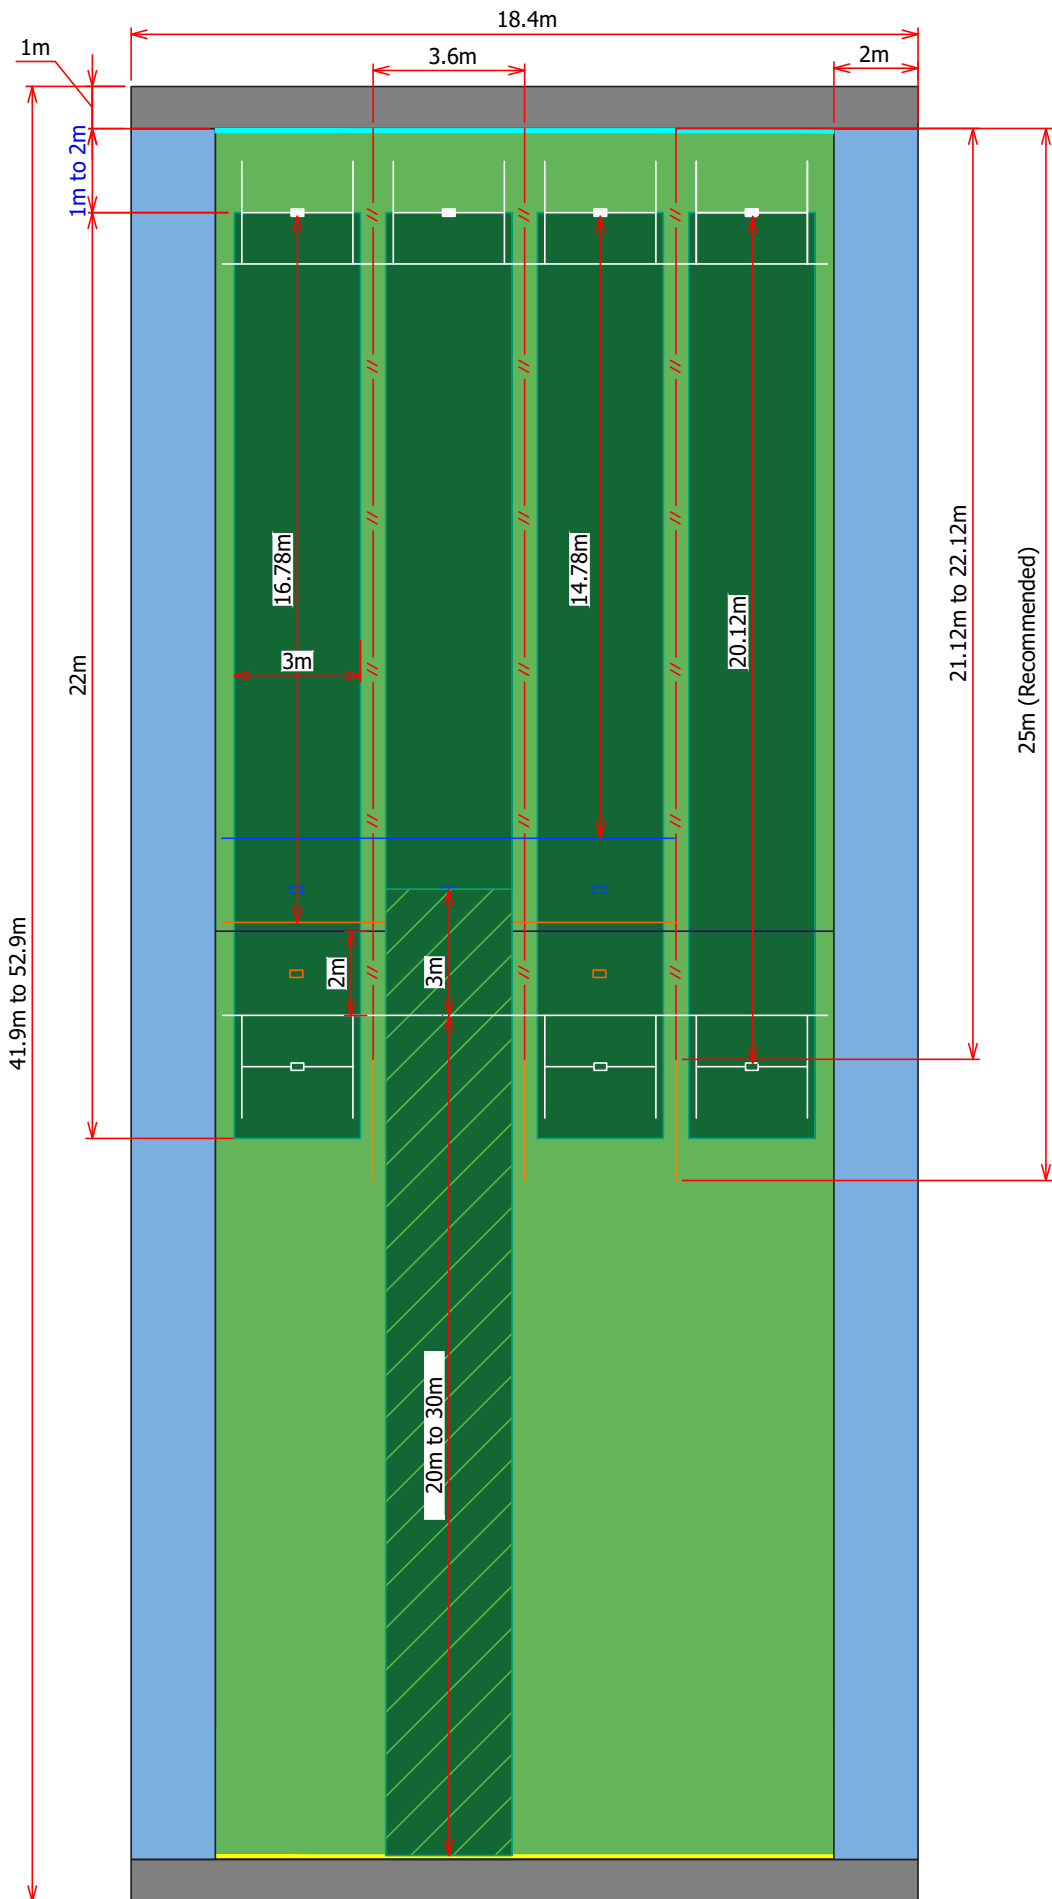 18.4m
1m
3.6m
2m
1m to 2m
16.78m
14.78m
21.12m to 22.12m
25m (Recommended)
20.12m
22m
3m
2m
3m
41.9m to 52.9m
20m to 30m